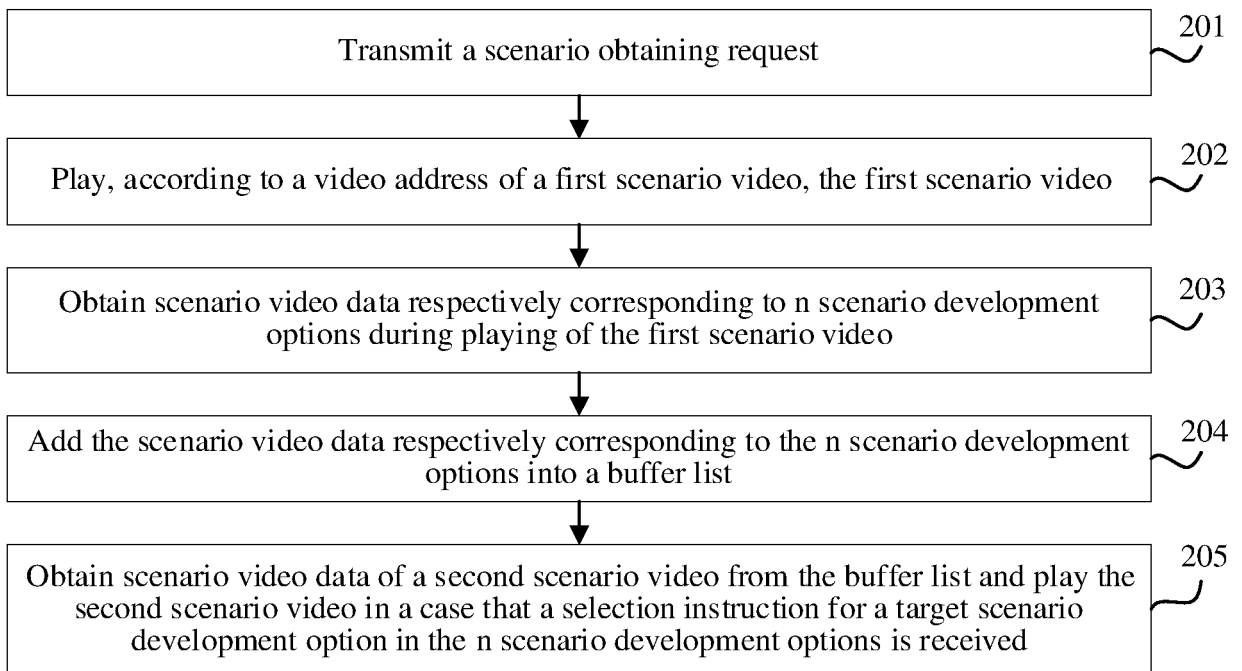 201
Transmit a scenario obtaining request
202
Play, according to a video address of a first scenario video, the first scenario video
203
Obtain scenario video data respectively corresponding to n scenario development
options during playing of the first scenario video
204
Add the scenario video data respectively corresponding to the n scenario development
options into a buffer list
205
Obtain scenario video data of a second scenario video from the buffer list and play the
second scenario video in a case that a selection instruction for a target scenario
development option in the n scenario development options is received